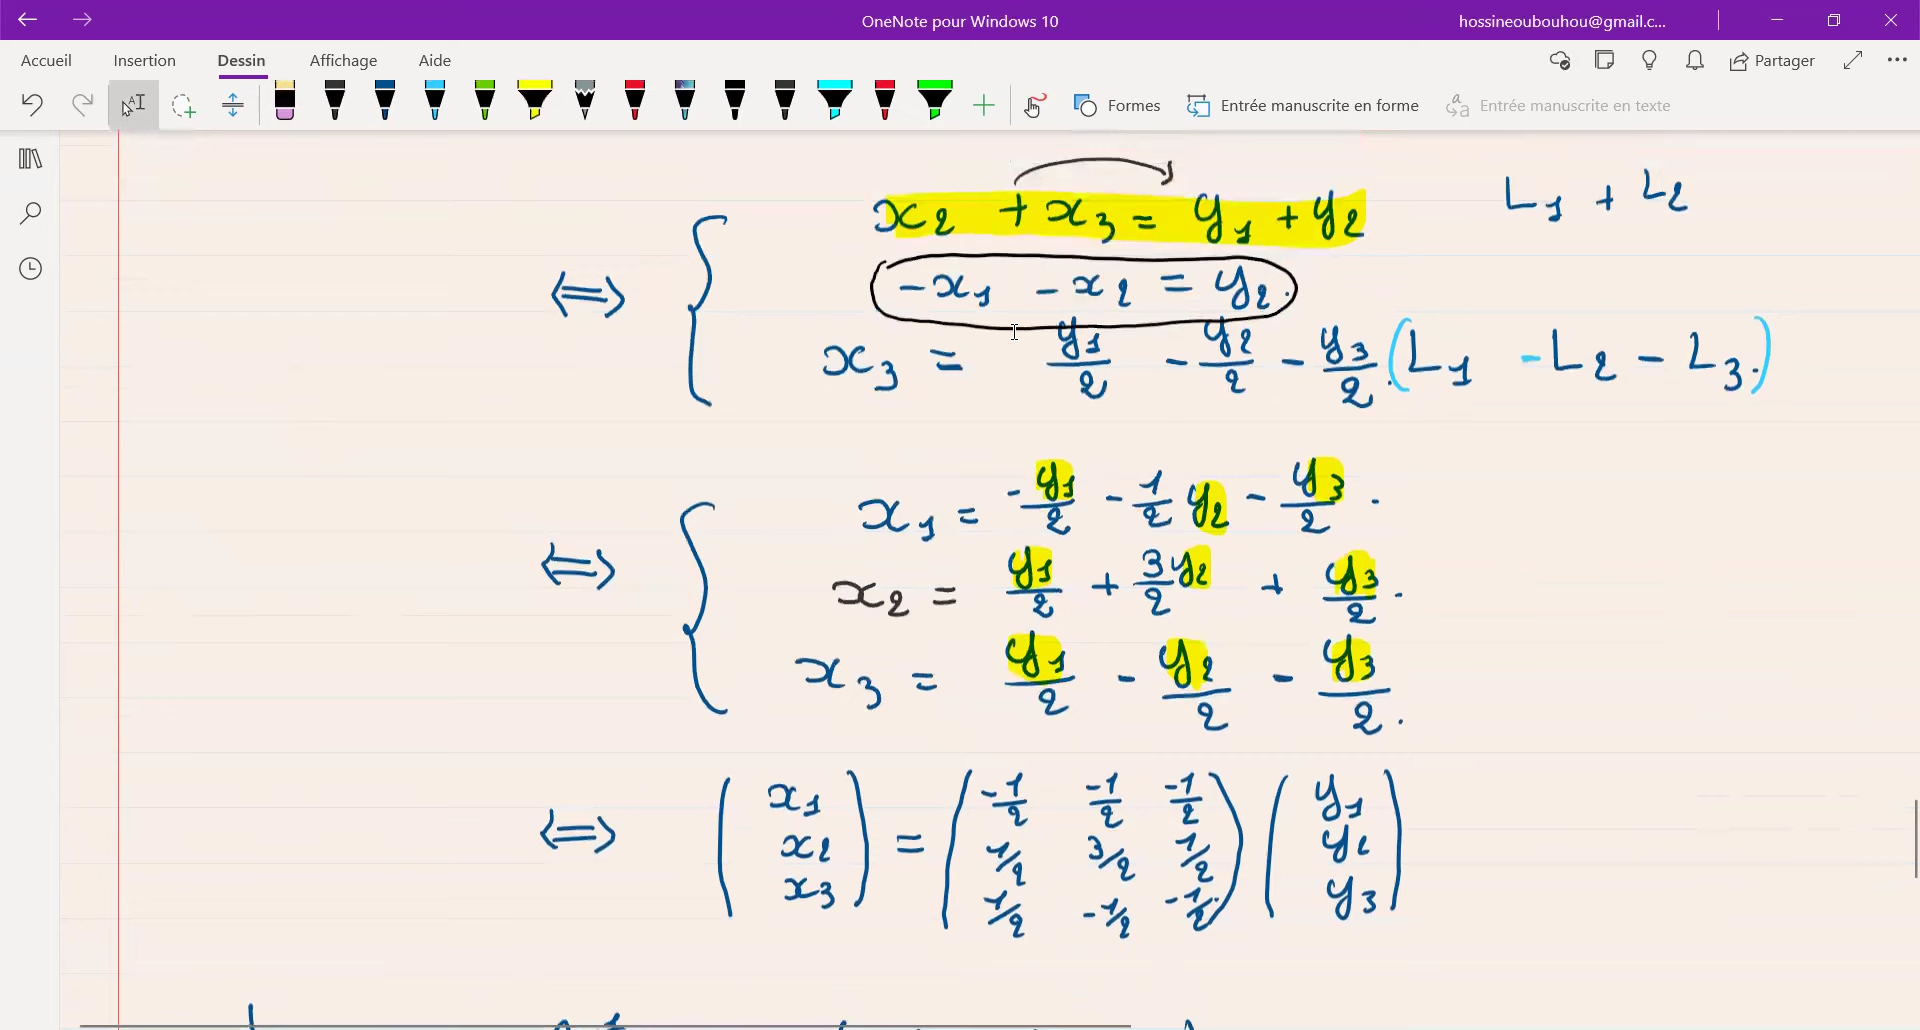 OneNote pour Windows 10
hossineoubouhou@gmail.c...
Accueil Insertion Dessin Affichage Aide Partager
Formes Entrée manuscrite en forme Entrée manuscrite en texte
x₂ + x₃ = y₁ + y₂ L₁ + L₂
⟺ { -x₁ - x₂ = y₂.
x₃ = y₁/2 - y₂/2 - y₃/2. (L₁ - L₂ - L₃.)
x₁ = -y₁/2 - 1/2 y₂ - y₃/2.
⟺ { x₂ = y₁/2 + 3/2 y₂ + y₃/2.
x₃ = y₁/2 - y₂/2 - y₃/2.
( x₁ ) ( -1/2 -1/2 -1/2 ) ( y₁ )
⟺ ( x₂ ) = ( 1/2 3/2 1/2 ) ( y₂ )
( x₃ ) ( 1/2 -1/2 -1/2 ) ( y₃ )